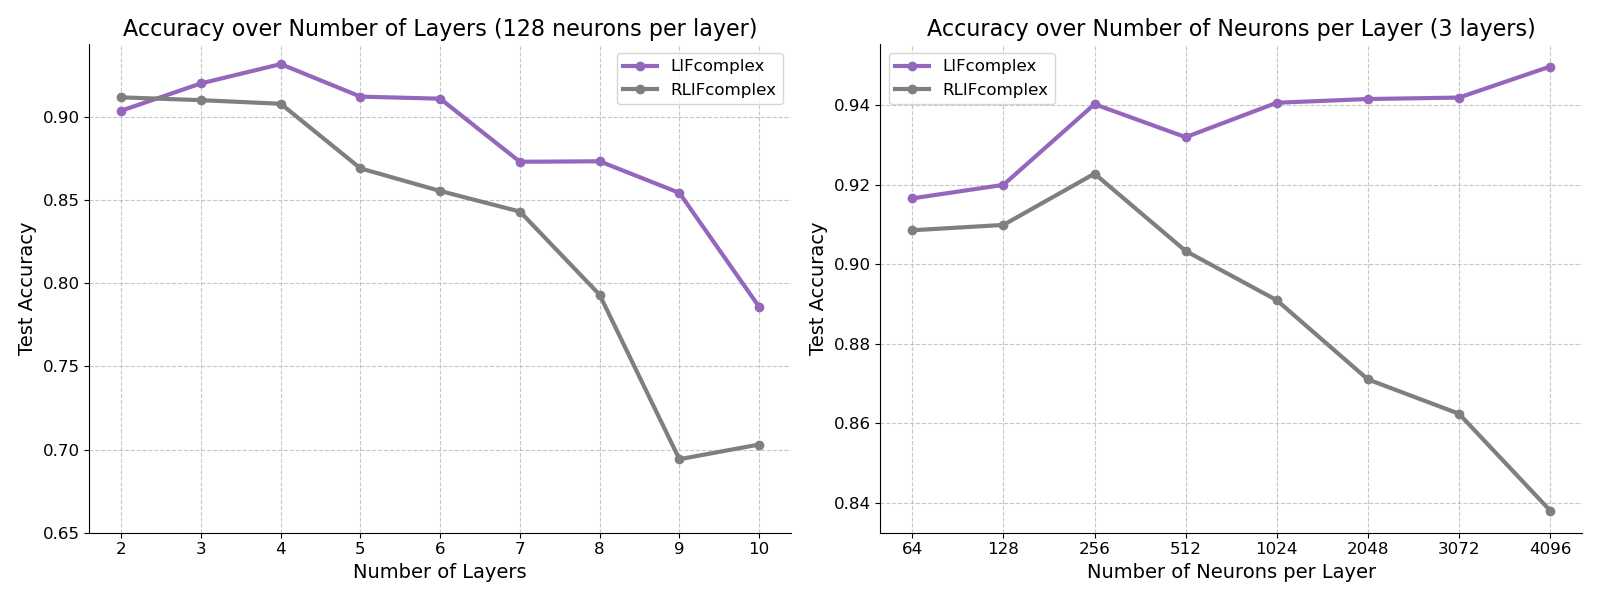 Accuracy over Number of Layers (128 neurons per layer)
LIFcomplex
RLIFcomplex
0.90
0.85
0.80
0.75
0.70
0.65
Test Accuracy
2 3 4 5 6 7 8 9 10
Number of Layers
Accuracy over Number of Neurons per Layer (3 layers)
LIFcomplex
RLIFcomplex
0.94
0.92
0.90
0.88
0.86
0.84
Test Accuracy
64 128 256 512 1024 2048 3072 4096
Number of Neurons per Layer